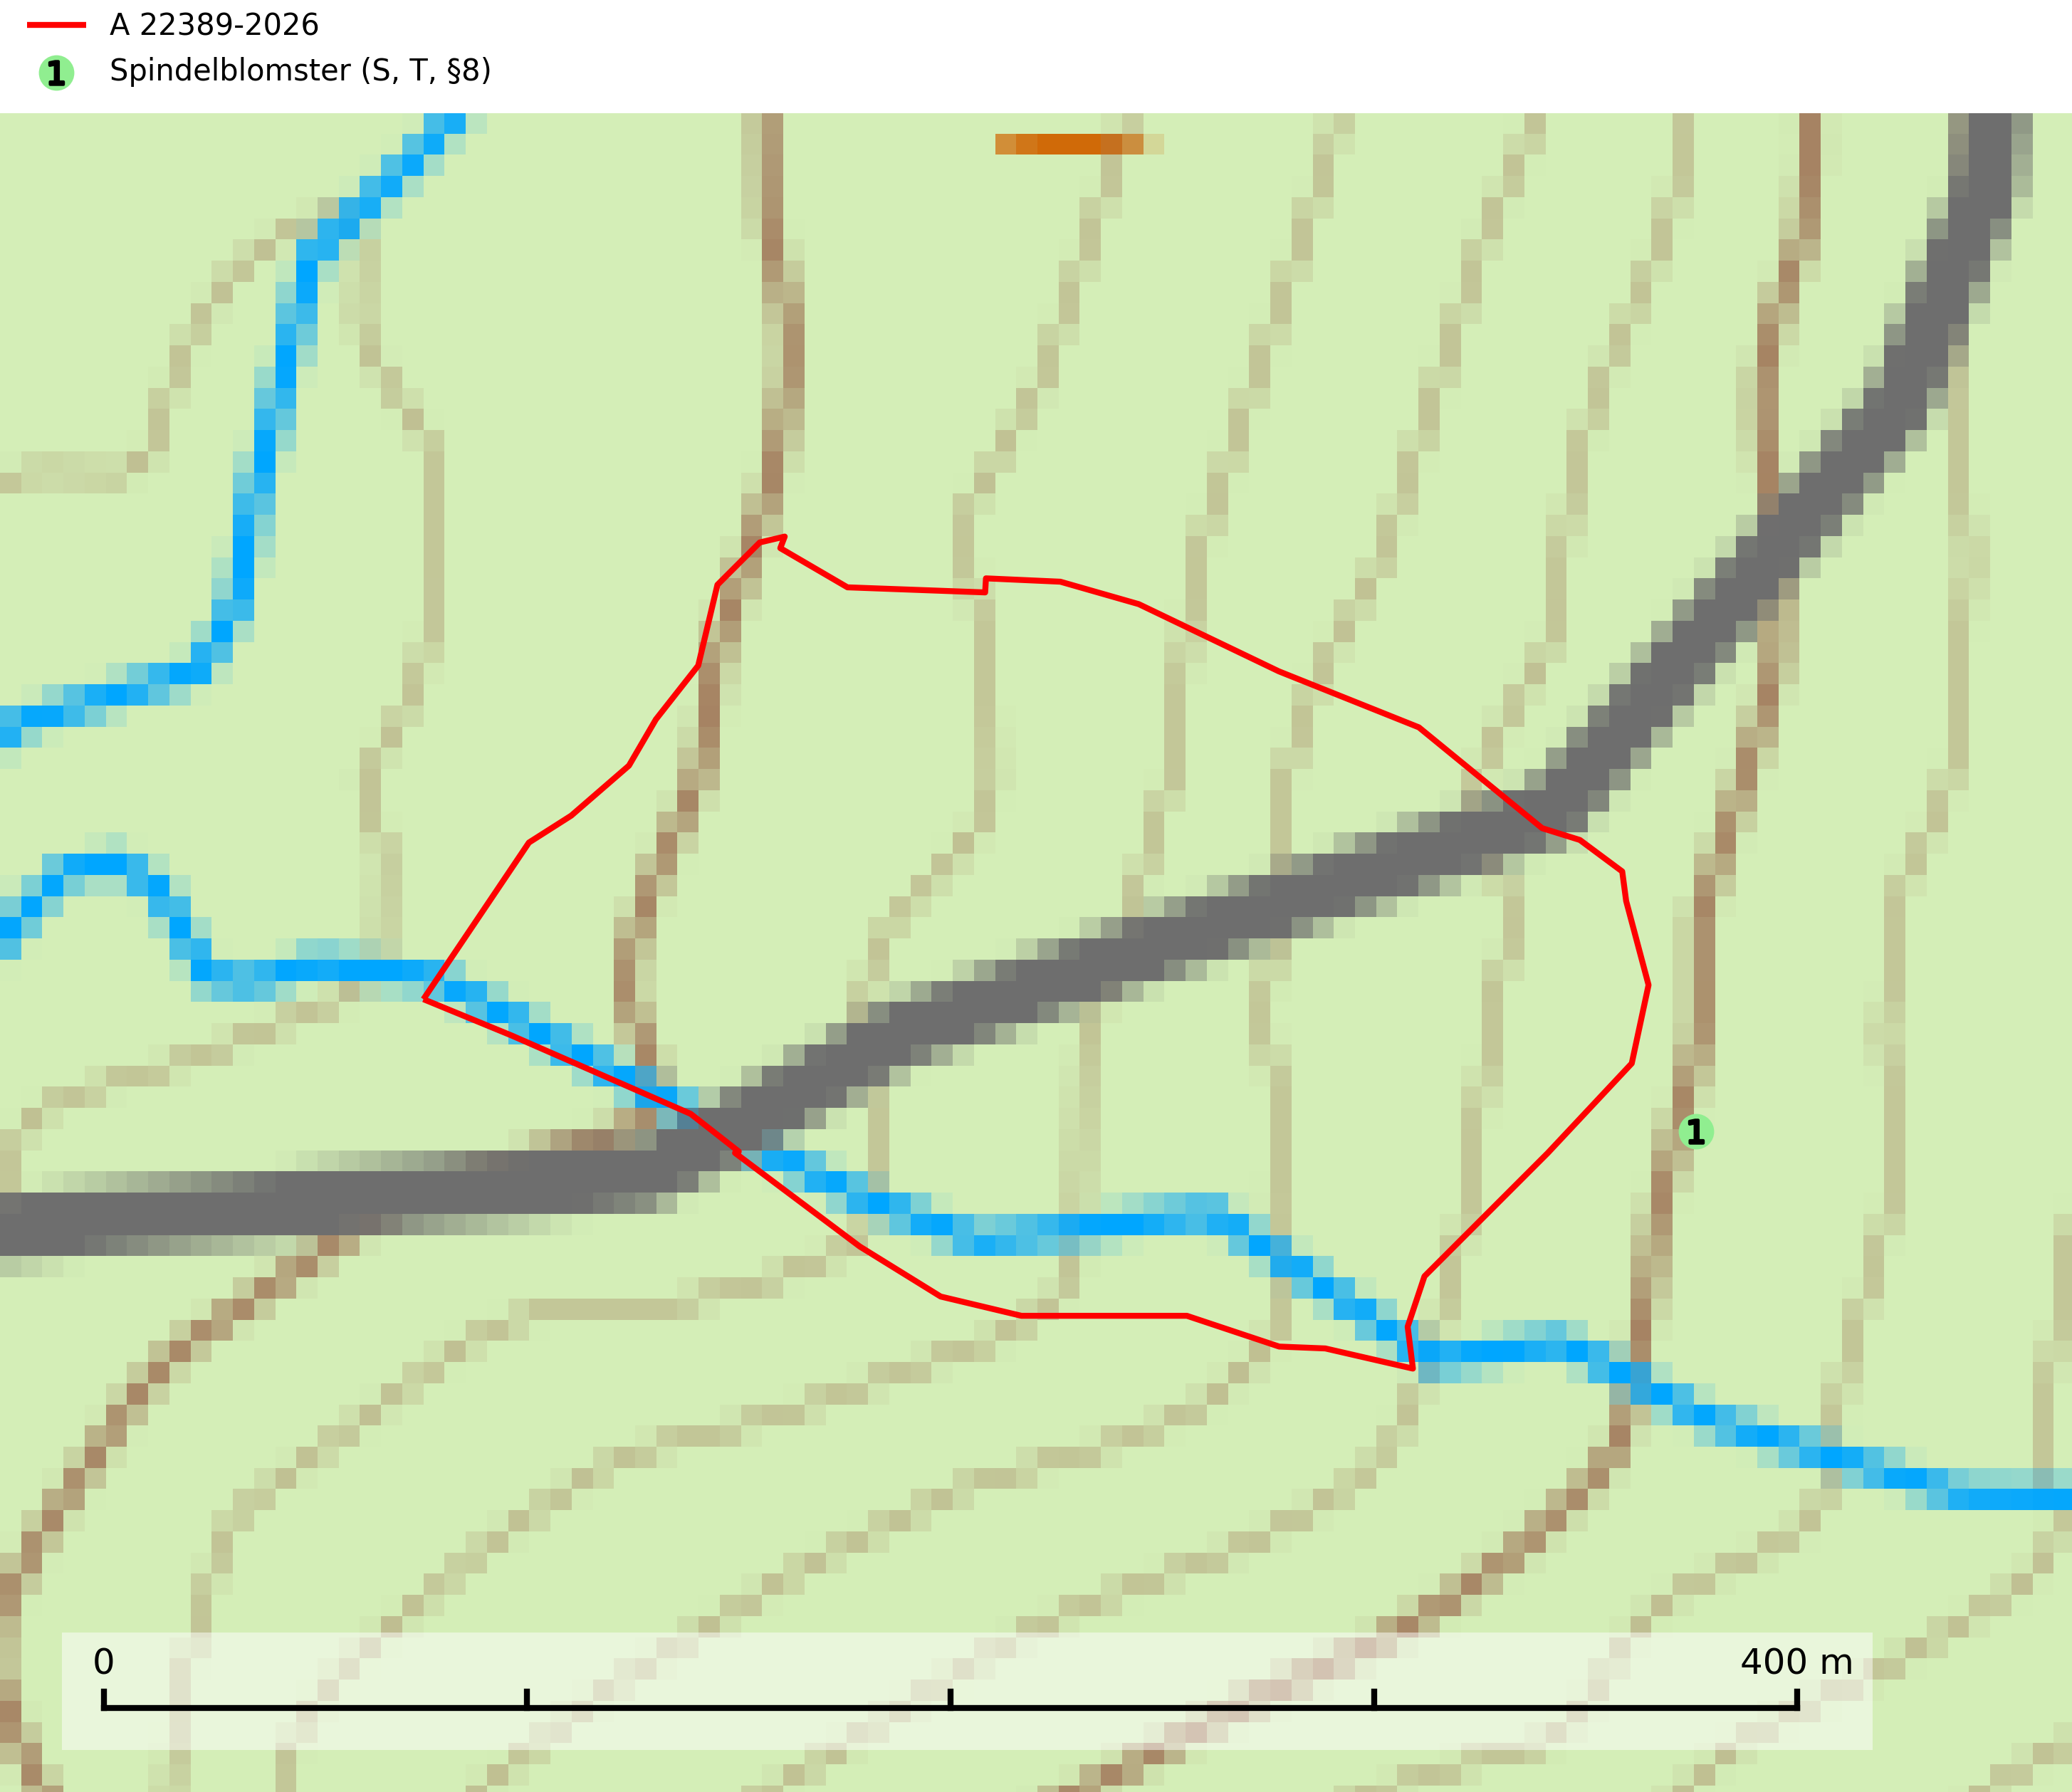 A 22389-2026
1 Spindelblomster (S, T, §8)
1
0 400 m